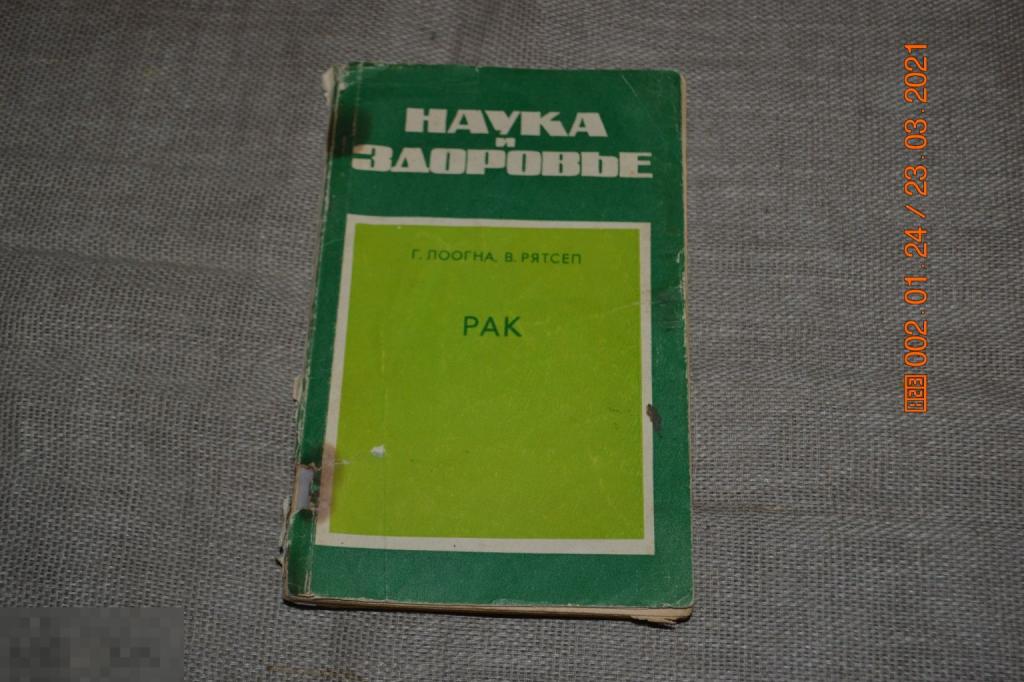 НАУКА
И
ЗДОРОВЬЕ
Г. ЛООГНА, В. РЯТСЕП
РАК
002.01.24 / 23.03.2021